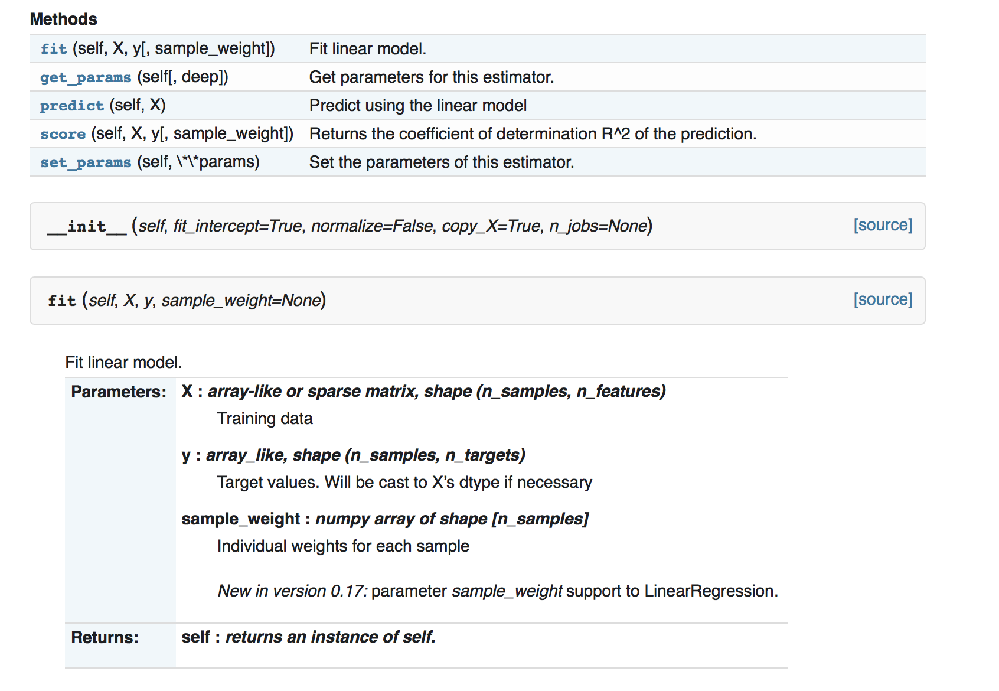 Methods
fit (self, X, y[, sample_weight]) Fit linear model.
get_params (self[, deep]) Get parameters for this estimator.
predict (self, X) Predict using the linear model
score (self, X, y[, sample_weight]) Returns the coefficient of determination R^2 of the prediction.
set_params (self, \*\*params) Set the parameters of this estimator.
__init__ (self, fit_intercept=True, normalize=False, copy_X=True, n_jobs=None) [source]
fit (self, X, y, sample_weight=None) [source]
Fit linear model.
Parameters: X : array-like or sparse matrix, shape (n_samples, n_features)
Training data
y : array_like, shape (n_samples, n_targets)
Target values. Will be cast to X’s dtype if necessary
sample_weight : numpy array of shape [n_samples]
Individual weights for each sample
New in version 0.17: parameter sample_weight support to LinearRegression.
Returns: self : returns an instance of self.